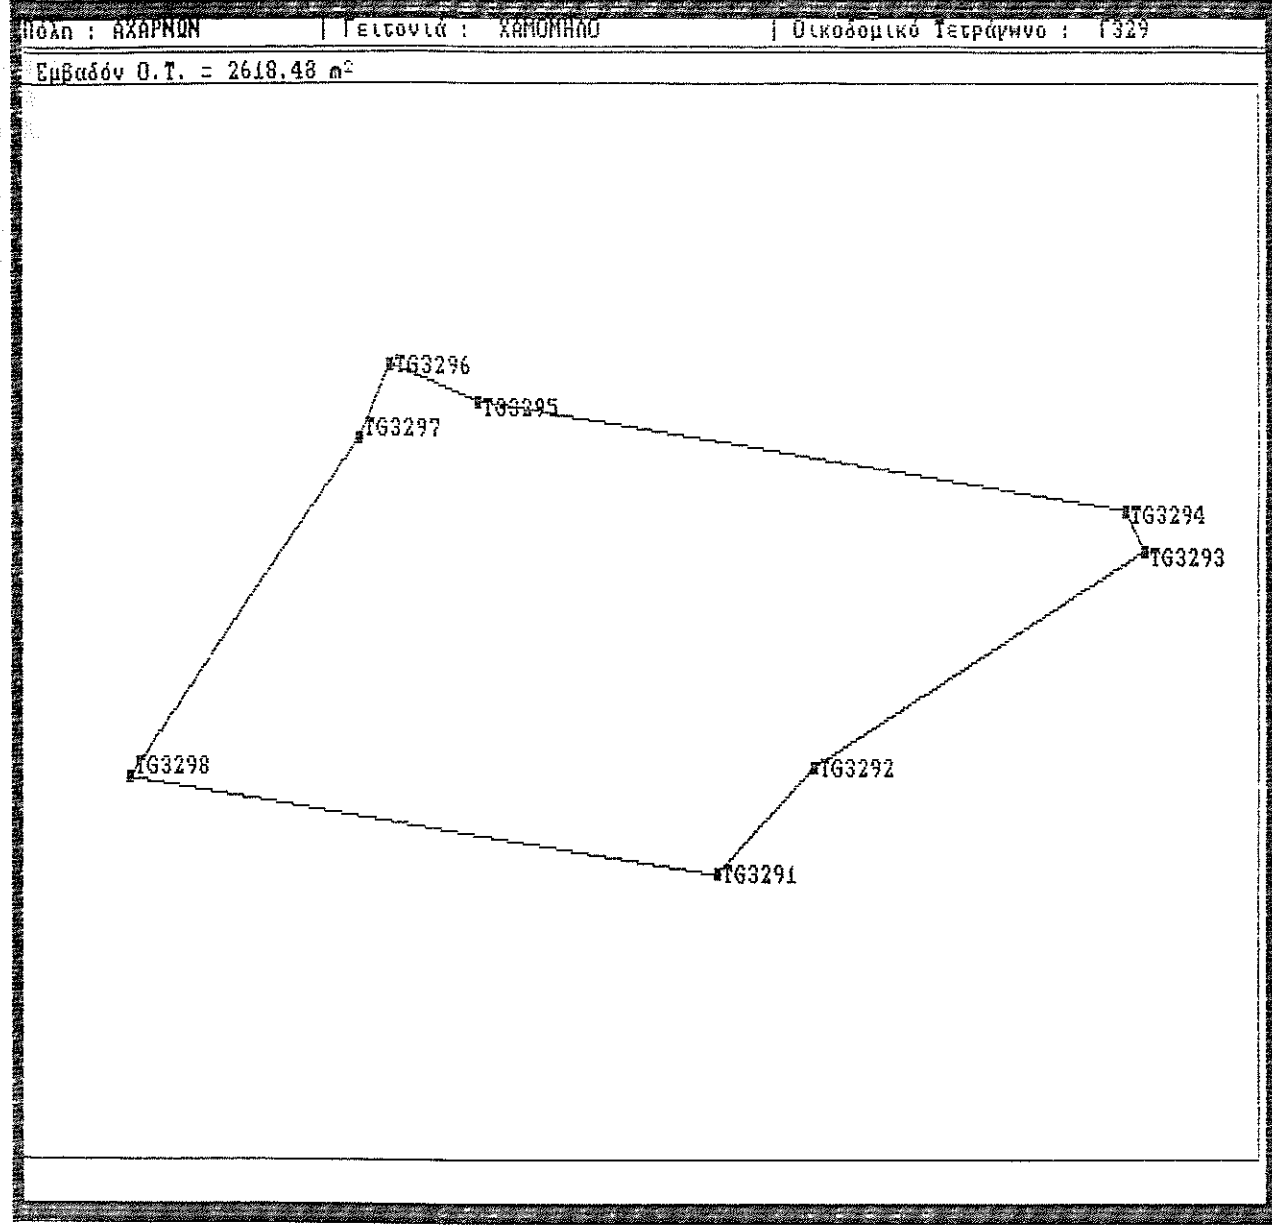 Πόλη : ΑΧΑΡΝΩΝ | Γειτονιά : ΧΑΜΟΜΗΛΟ | Οικοδομικό Τετράγωνο : Γ329
Εμβαδόν Ο.Τ. = 2618,48 m²
TG3296
TG3295
TG3297
TG3294
TG3293
TG3298
TG3292
TG3291